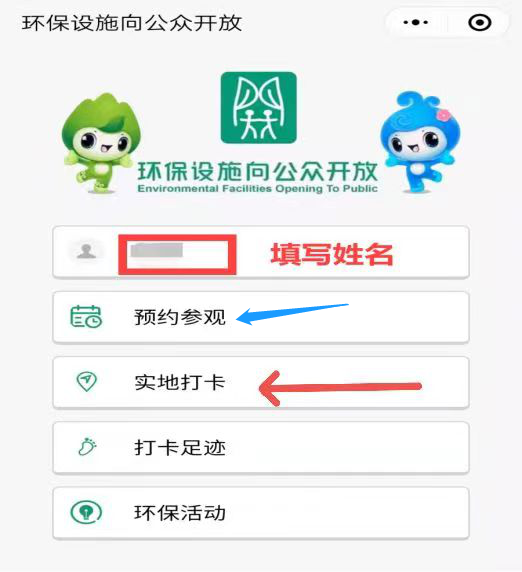 环保设施向公众开放
环保设施向公众开放
Environmental Facilities Opening To Public
填写姓名
预约参观
实地打卡
打卡足迹
环保活动